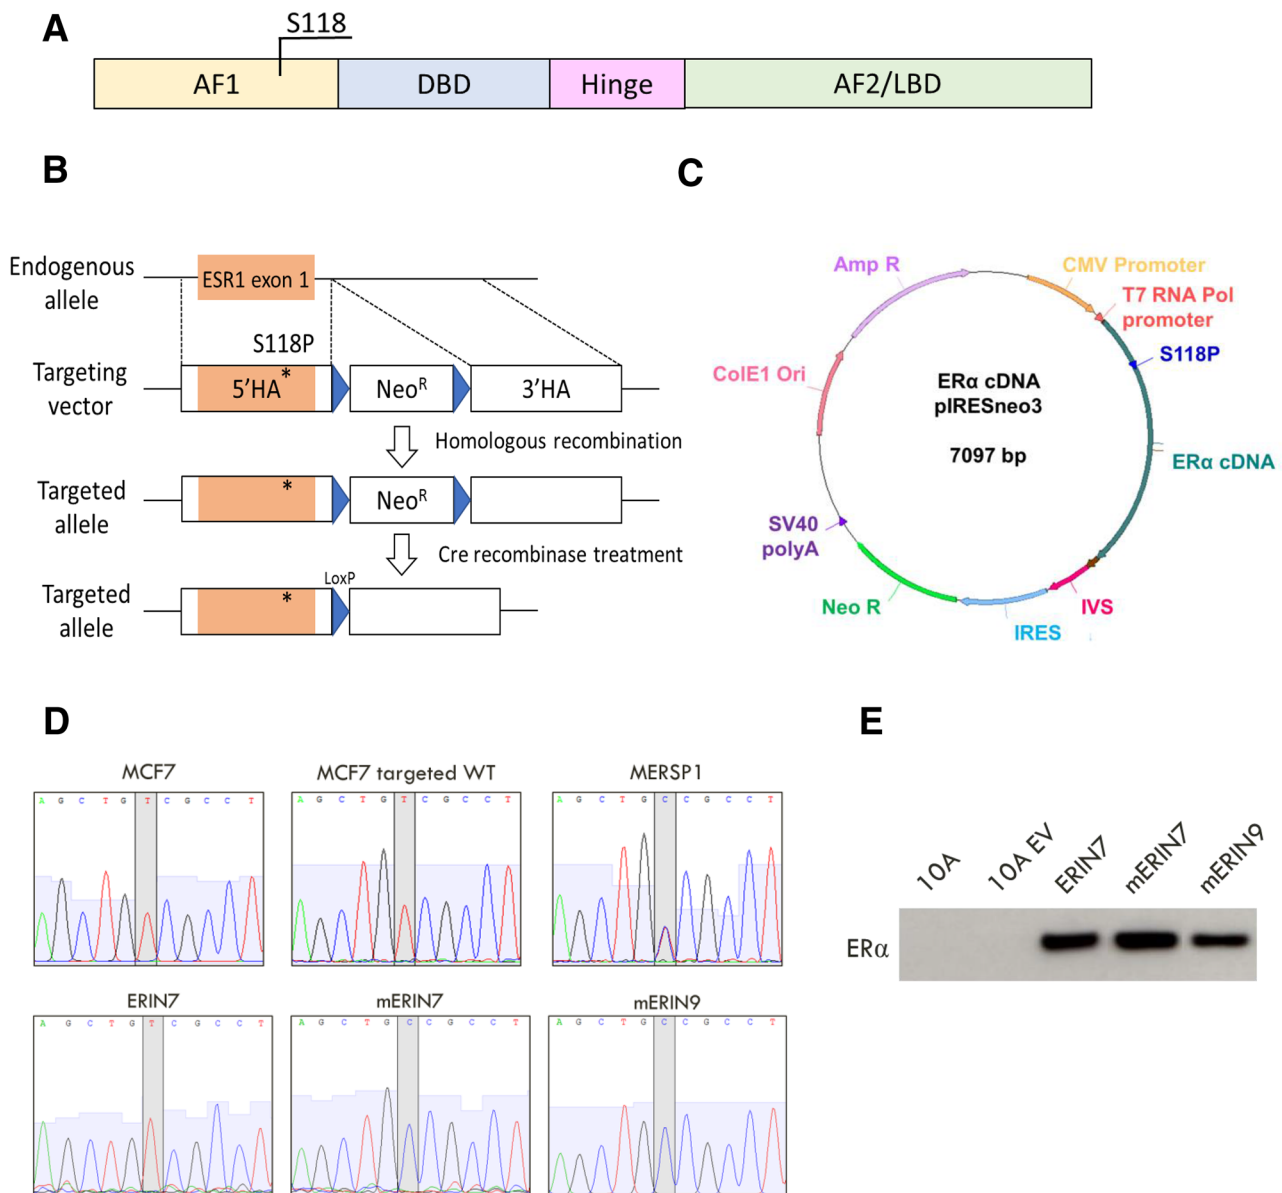 A
S118
AF1 DBD Hinge AF2/LBD
B
Endogenous
allele
ESR1 exon 1
S118P
Targeting
vector
5’HA * NeoR 3’HA
Homologous recombination
Targeted
allele
* NeoR
Cre recombinase treatment
LoxP
Targeted
allele
*
C
Amp R
CMV Promoter
T7 RNA Pol
promoter
S118P
ColE1 Ori
ERα cDNA
pIRESneo3
7097 bp
ERα cDNA
SV40
polyA
Neo R
IVS
IRES
D
MCF7
A G C T G T C G C C T
MCF7 targeted WT
A G C T G T C G C C T
MERSP1
A G C T G C C G C C T
ERIN7
A G C T G T C G C C T
mERIN7
A G C T G C C G C C T
mERIN9
A G C T G C C G C C T
E
10A
10A EV
ERIN7
mERIN7
mERIN9
ERα